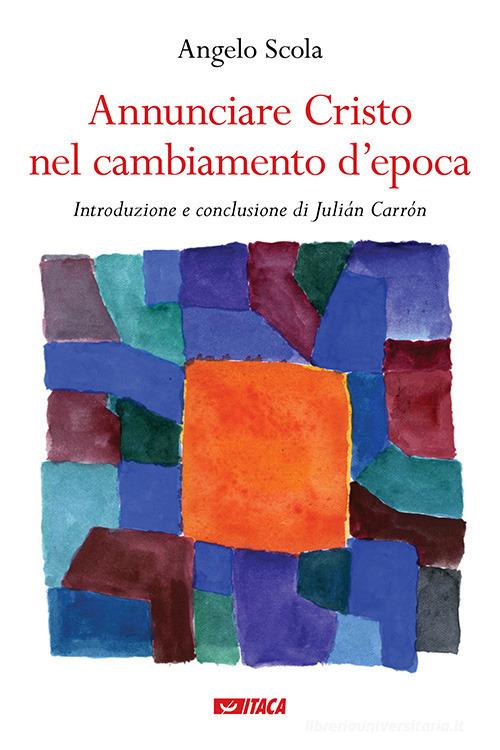 Angelo Scola
Annunciare Cristo
nel cambiamento d'epoca
Introduzione e conclusione di Julián Carrón
ITACA
libreriauniversitaria.it